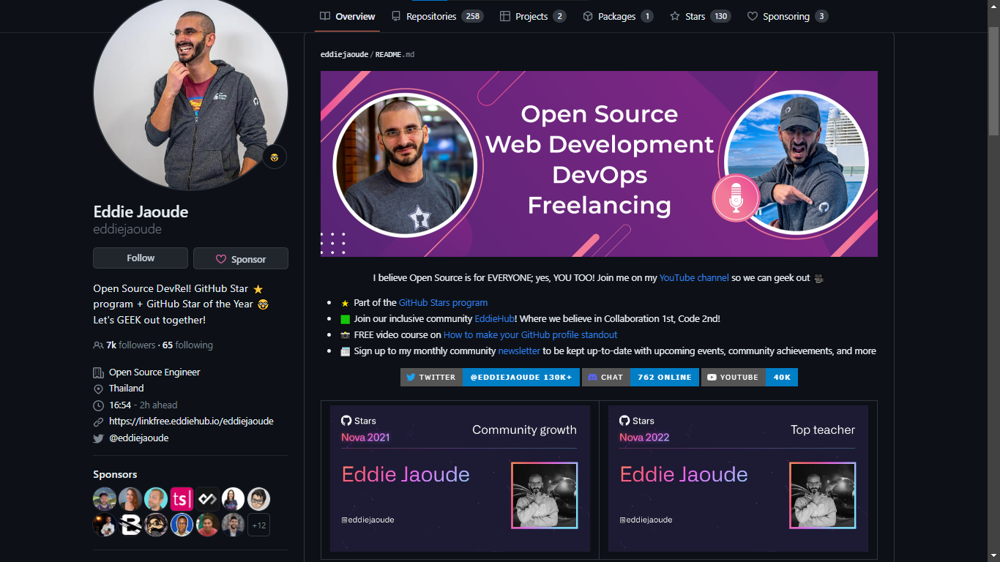 Overview Repositories 258 Projects 2 Packages 1 Stars 130 Sponsoring 3
eddiejaoude/README.md
Open Source
Web Development
DevOps
Freelancing
Eddie Jaoude
eddiejaoude
Follow Sponsor
Open Source DevRel! GitHub Star ⭐
program + GitHub Star of the Year 🤓
Let's GEEK out together!
7k followers · 65 following
Open Source Engineer
Thailand
16:54 - 2h ahead
https://linkfree.eddiehub.io/eddiejaoude
@eddiejaoude
Sponsors
ts
+12
I believe Open Source is for EVERYONE; yes, YOU TOO! Join me on my YouTube channel so we can geek out 🎥
• ⭐ Part of the GitHub Stars program
• 🟩 Join our inclusive community EddieHub! Where we believe in Collaboration 1st, Code 2nd!
• 📸 FREE video course on How to make your GitHub profile standout
• 📰 Sign up to my monthly community newsletter to be kept up-to-date with upcoming events, community achievements, and more
TWITTER @EDDIEJAOUDE 130K+ CHAT 762 ONLINE YOUTUBE 40K
Stars
Nova 2021
Community growth
Eddie Jaoude
@eddiejaoude
Stars
Nova 2022
Top teacher
Eddie Jaoude
@eddiejaoude